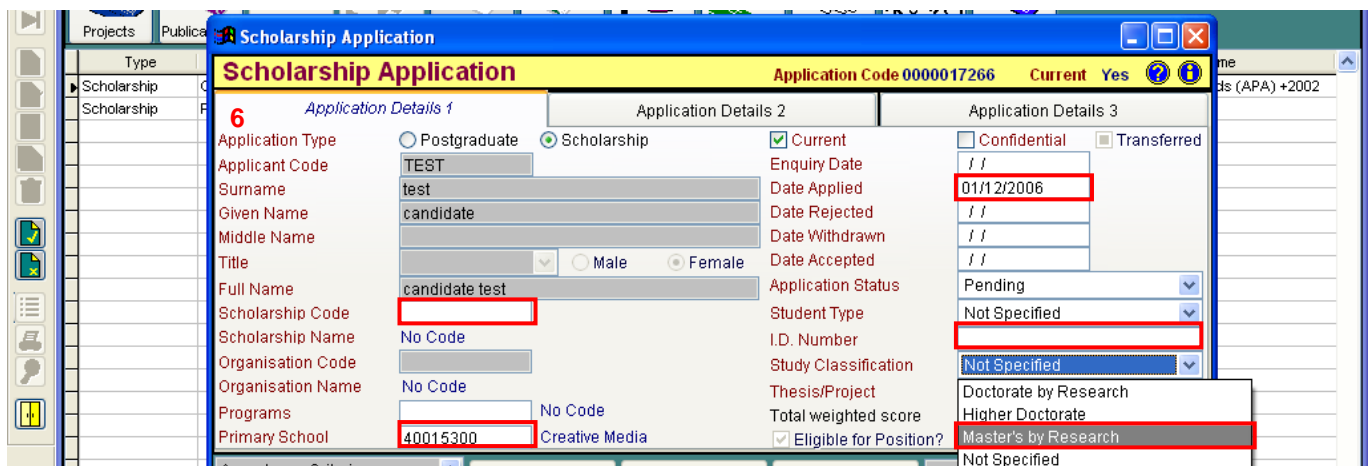 Projects Publica
Scholarship Application
Type me
Scholarship Application Application Code 0000017266 Current Yes
Scholarship ds (APA) +2002
Scholarship
6 Application Details 1 Application Details 2 Application Details 3
Application Type Postgraduate Scholarship Current Confidential Transferred
Applicant Code TEST Enquiry Date / /
Surname test Date Applied 01/12/2006
Given Name candidate Date Rejected / /
Middle Name Date Withdrawn / /
Title Male Female Date Accepted / /
Full Name candidate test Application Status Pending
Scholarship Code Student Type Not Specified
Scholarship Name No Code I.D. Number
Organisation Code Study Classification Not Specified
Organisation Name No Code Thesis/Project Doctorate by Research
Programs No Code Total weighted score Higher Doctorate
Primary School 40015300 Creative Media Eligible for Position? Master's by Research
Not Specified